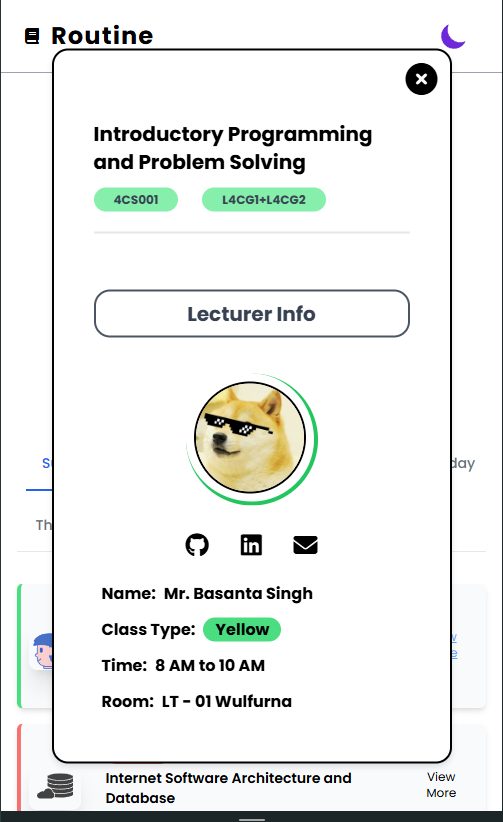 Routine
Introductory Programming
and Problem Solving
4CS001 L4CG1+L4CG2
Lecturer Info
day
Th
Name: Mr. Basanta Singh
Class Type: Yellow
Time: 8 AM to 10 AM
Room: LT - 01 Wulfurna
Internet Software Architecture and
Database
View
More